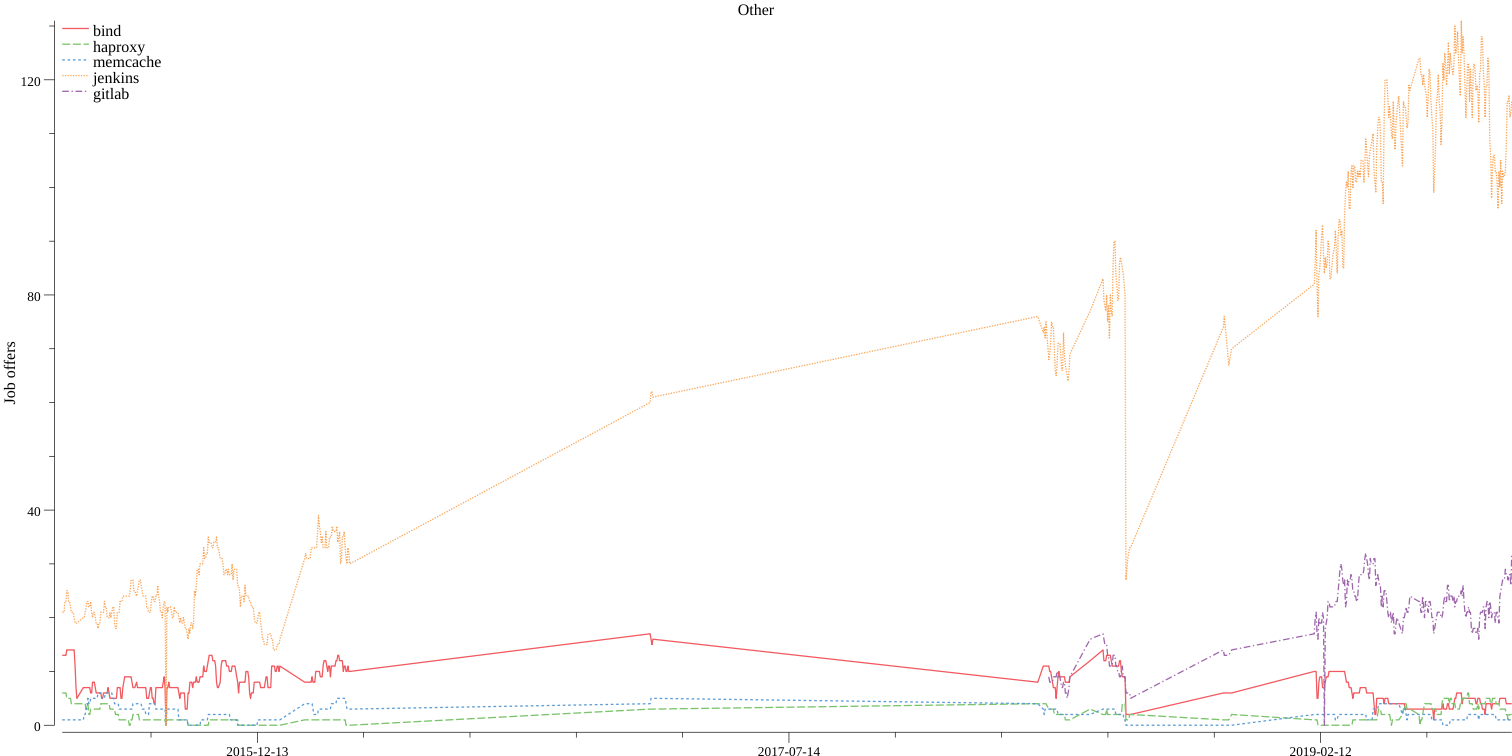 Other
bind
haproxy
memcache
jenkins
gitlab
120
80
40
0
Job offers
2015-12-13
2017-07-14
2019-02-12